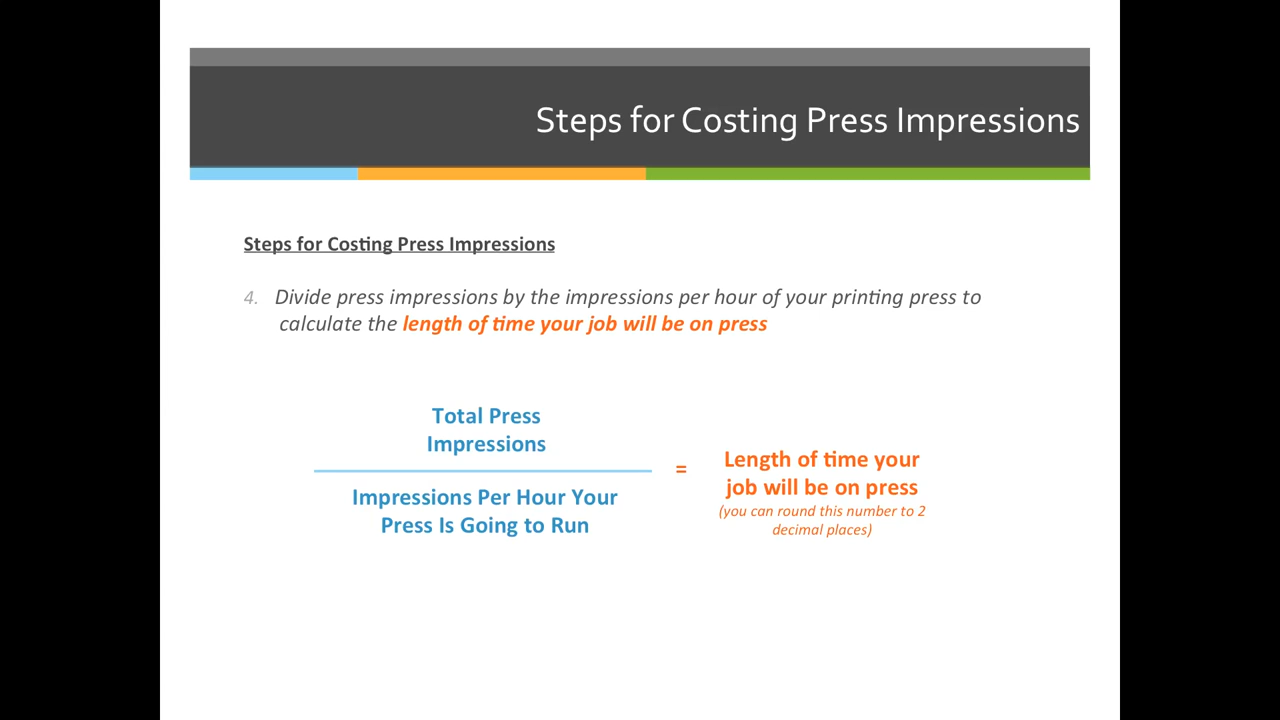 Steps for Costing Press Impressions
Steps for Costing Press Impressions
4. Divide press impressions by the impressions per hour of your printing press to
calculate the length of time your job will be on press
Total Press
Impressions
Impressions Per Hour Your
Press Is Going to Run
=
Length of time your
job will be on press
(you can round this number to 2
decimal places)